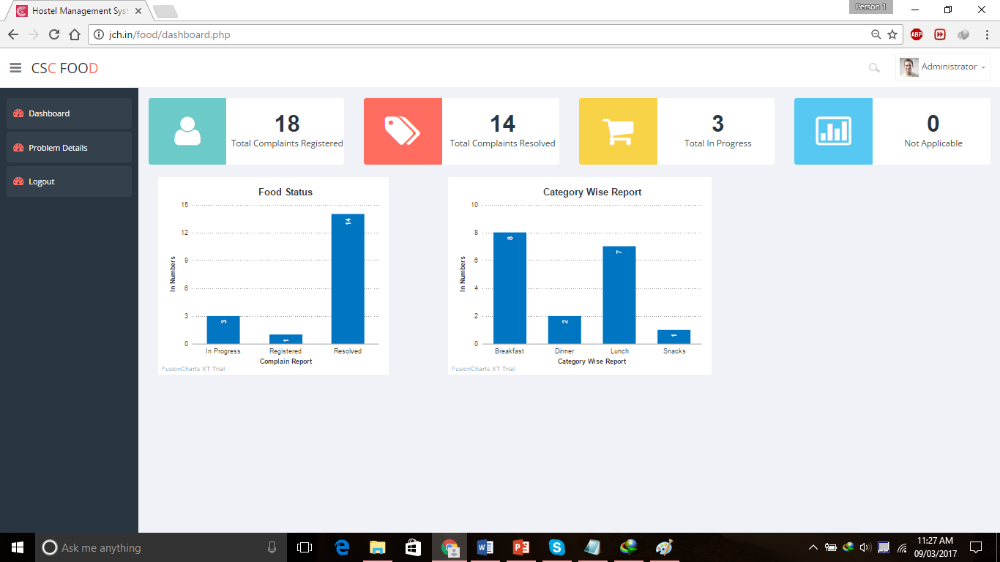 Hostel Management Syst
Person 1
jch.in/food/dashboard.php
ABP
CSC FOOD
Administrator
Dashboard
Problem Details
Logout
18
Total Complaints Registered
14
Total Complaints Resolved
3
Total In Progress
0
Not Applicable
Food Status
15
12
9
6
3
0
In Numbers
3
1
14
In Progress Registered Resolved
Complain Report
FusionCharts XT Trial
Category Wise Report
10
8
6
4
2
0
In Numbers
8
2
7
1
Breakfast Dinner Lunch Snacks
Category Wise Report
FusionCharts XT Trial
Ask me anything
11:27 AM
09/03/2017